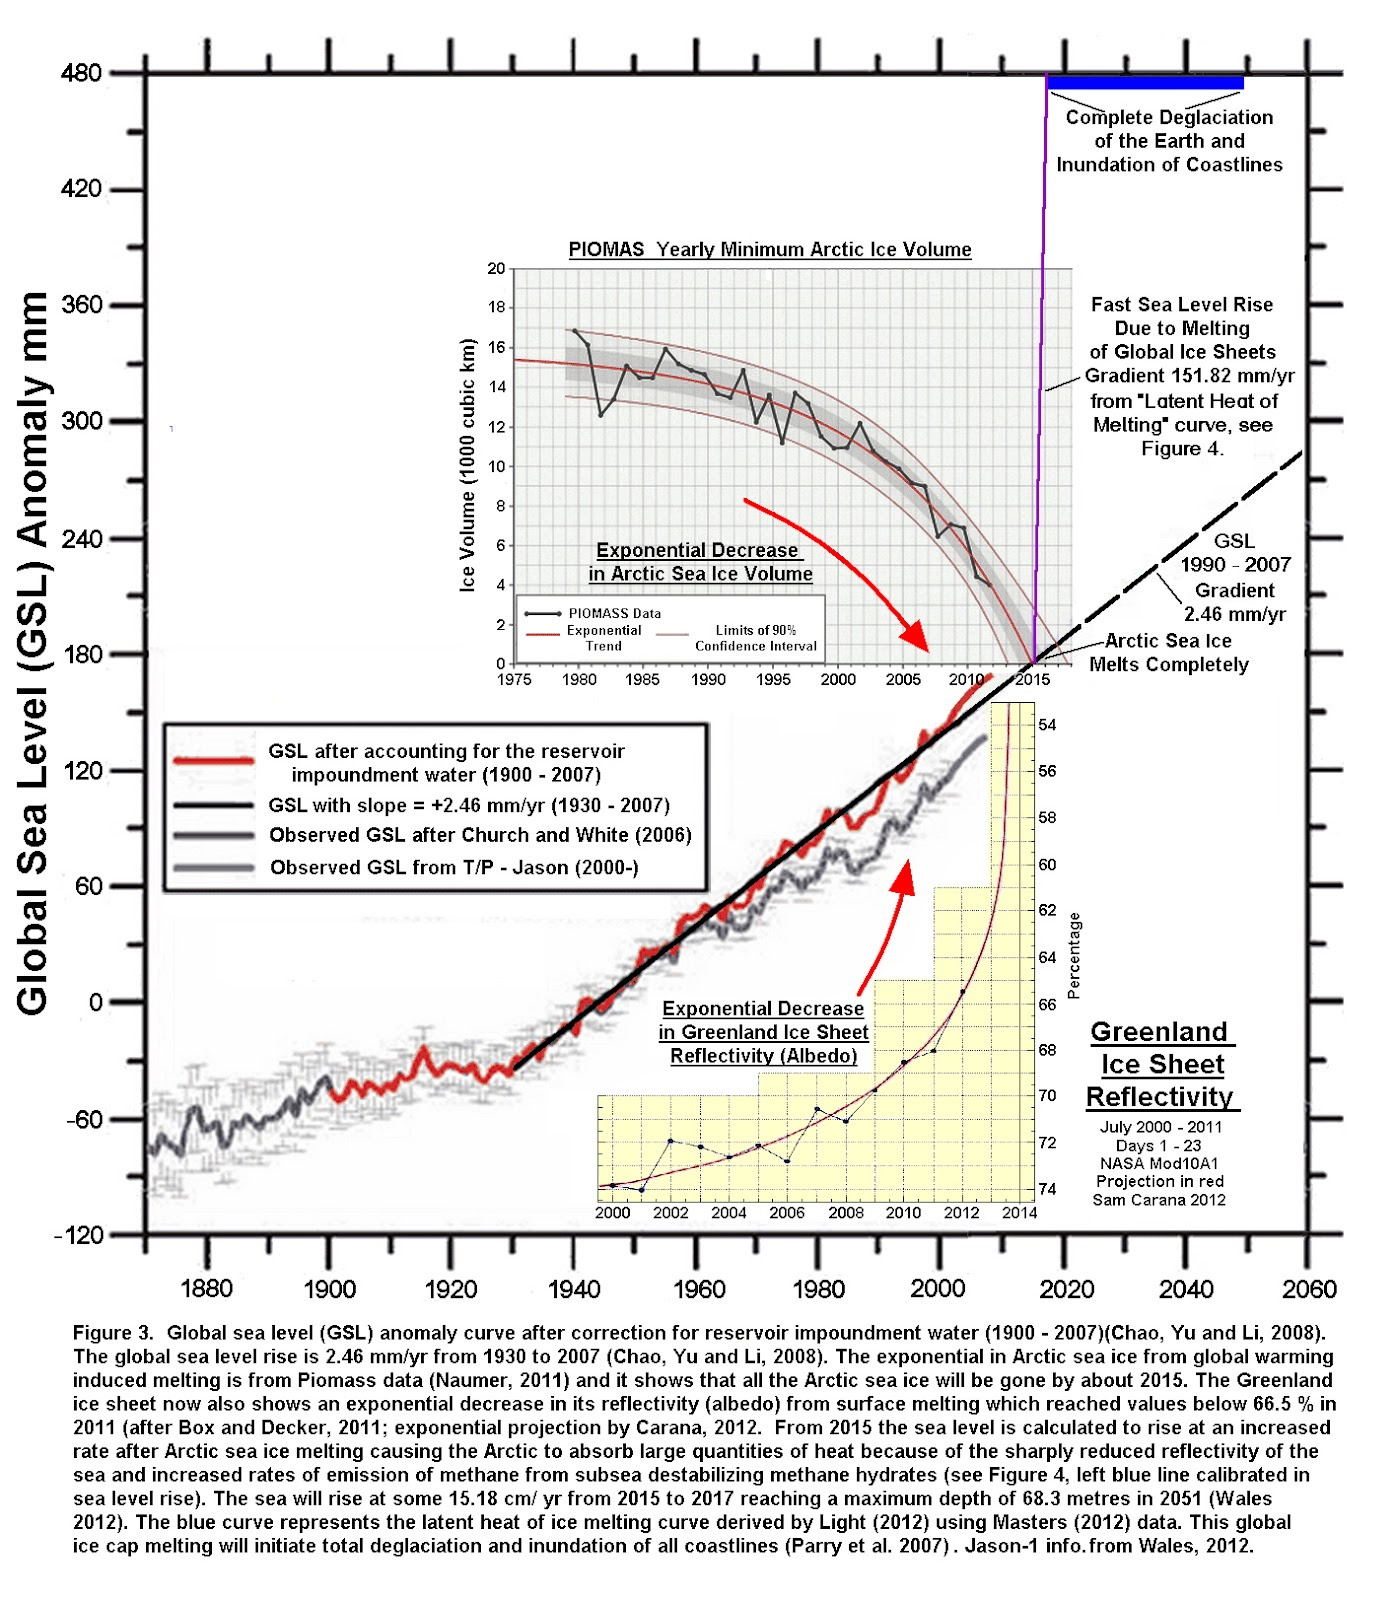 480
420
360
300
240
180
120
60
0
-60
-120
Global Sea Level (GSL) Anomaly mm
1880
1900
1920
1940
1960
1980
2000
2020
2040
2060
Complete Deglaciation
of the Earth and
Inundation of Coastlines
PIOMAS Yearly Minimum Arctic Ice Volume
20
18
16
14
12
10
8
6
4
2
0
Ice Volume (1000 cubic km)
1975
1980
1985
1990
1995
2000
2005
2010
2015
Exponential Decrease
in Arctic Sea Ice Volume
PIOMASS Data
Exponential
Trend
Limits of 90%
Confidence Interval
Fast Sea Level Rise
Due to Melting
of Global Ice Sheets
Gradient 151.82 mm/yr
from "Latent Heat of
Melting" curve, see
Figure 4.
GSL
1990 - 2007
Gradient
2.46 mm/yr
Arctic Sea Ice
Melts Completely
GSL after accounting for the reservoir
impoundment water (1900 - 2007)
GSL with slope = +2.46 mm/yr (1930 - 2007)
Observed GSL after Church and White (2006)
Observed GSL from T/P - Jason (2000-)
54
56
58
60
62
64
66
68
70
72
74
Percentage
2000
2002
2004
2006
2008
2010
2012
2014
Exponential Decrease
in Greenland Ice Sheet
Reflectivity (Albedo)
Greenland
Ice Sheet
Reflectivity
July 2000 - 2011
Days 1 - 23
NASA Mod10A1
Projection in red
Sam Carana 2012
Figure 3. Global sea level (GSL) anomaly curve after correction for reservoir impoundment water (1900 - 2007)(Chao, Yu and Li, 2008).
The global sea level rise is 2.46 mm/yr from 1930 to 2007 (Chao, Yu and Li, 2008). The exponential in Arctic sea ice from global warming
induced melting is from Piomass data (Naumer, 2011) and it shows that all the Arctic sea ice will be gone by about 2015. The Greenland
ice sheet now also shows an exponential decrease in its reflectivity (albedo) from surface melting which reached values below 66.5 % in
2011 (after Box and Decker, 2011; exponential projection by Carana, 2012. From 2015 the sea level is calculated to rise at an increased
rate after Arctic sea ice melting causing the Arctic to absorb large quantities of heat because of the sharply reduced reflectivity of the
sea and increased rates of emission of methane from subsea destabilizing methane hydrates (see Figure 4, left blue line calibrated in
sea level rise). The sea will rise at some 15.18 cm/ yr from 2015 to 2017 reaching a maximum depth of 68.3 metres in 2051 (Wales
2012). The blue curve represents the latent heat of ice melting curve derived by Light (2012) using Masters (2012) data. This global
ice cap melting will initiate total deglaciation and inundation of all coastlines (Parry et al. 2007) . Jason-1 info.from Wales, 2012.